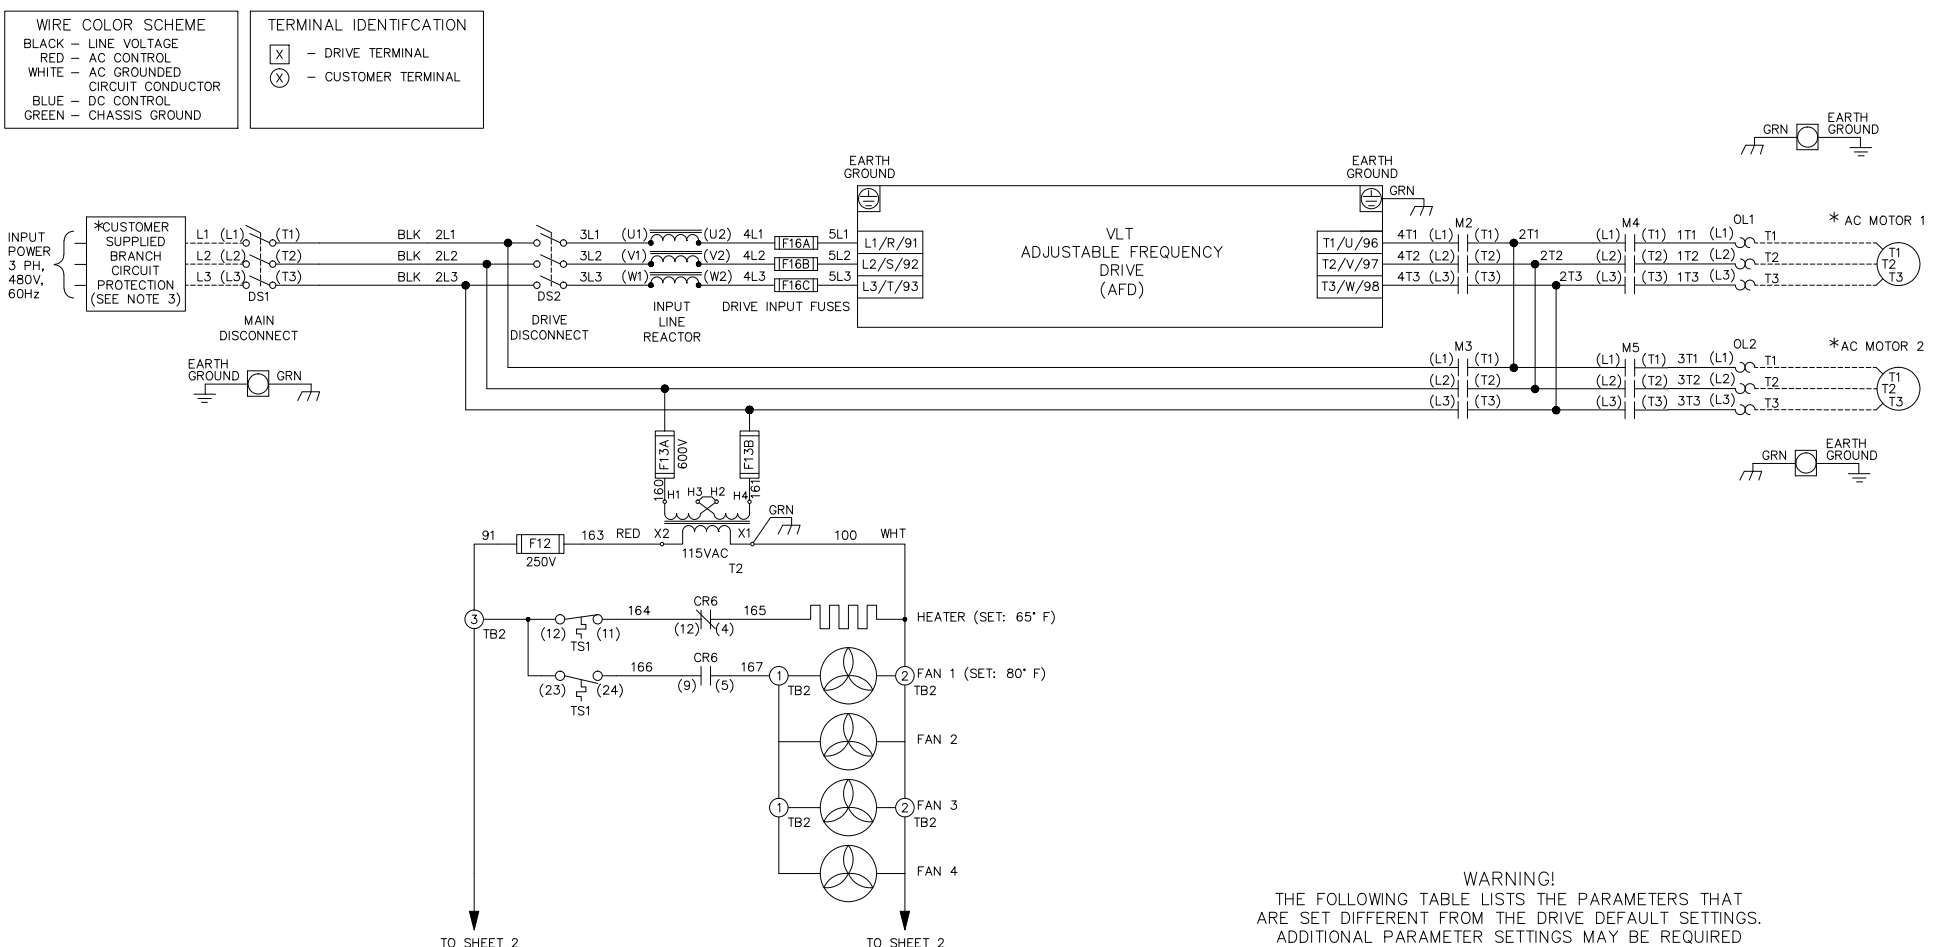 WIRE COLOR SCHEME
BLACK – LINE VOLTAGE
RED – AC CONTROL
WHITE – AC GROUNDED
CIRCUIT CONDUCTOR
BLUE – DC CONTROL
GREEN – CHASSIS GROUND
TERMINAL IDENTIFCATION
X – DRIVE TERMINAL
X – CUSTOMER TERMINAL
GRN
EARTH
GROUND
INPUT
POWER
3 PH,
480V,
60Hz
*CUSTOMER
SUPPLIED
BRANCH
CIRCUIT
PROTECTION
(SEE NOTE 3)
L1 (L1) (T1) BLK 2L1
L2 (L2) (T2) BLK 2L2
L3 (L3) (T3) BLK 2L3
DS1
MAIN
DISCONNECT
EARTH
GROUND
GRN
3L1 (U1) (U2) 4L1 F16A 5L1
3L2 (V1) (V2) 4L2 F16B 5L2
3L3 (W1) (W2) 4L3 F16C 5L3
DS2
DRIVE
DISCONNECT
INPUT
LINE
REACTOR
DRIVE INPUT FUSES
EARTH
GROUND
L1/R/91
L2/S/92
L3/T/93
VLT
ADJUSTABLE FREQUENCY
DRIVE
(AFD)
EARTH
GROUND
GRN
T1/U/96
T2/V/97
T3/W/98
M2 M4 OL1
4T1 (L1) (T1) 2T1 (L1) (T1) 1T1 (L1) T1
4T2 (L2) (T2) 2T2 (L2) (T2) 1T2 (L2) T2
4T3 (L3) (T3) 2T3 (L3) (T3) 1T3 (L3) T3
* AC MOTOR 1
T1
T2
T3
M3 M5 OL2
(L1) (T1) (L1) (T1) 3T1 (L1) T1
(L2) (T2) (L2) (T2) 3T2 (L2) T2
(L3) (T3) (L3) (T3) 3T3 (L3) T3
*AC MOTOR 2
T1
T2
T3
GRN
EARTH
GROUND
F13A
600V
F13B
160
161
H1 H3 H2 H4
GRN
91 F12 163 RED X2 X1 100 WHT
250V
115VAC
T2
3
TB2
(12) (11)
TS1
164
CR6
(12) (4)
165
HEATER (SET: 65° F)
(23) (24)
TS1
166
CR6
(9) (5)
167
1
TB2
2
TB2
FAN 1 (SET: 80° F)
FAN 2
1
TB2
2
TB2
FAN 3
FAN 4
TO SHEET 2
TO SHEET 2
WARNING!
THE FOLLOWING TABLE LISTS THE PARAMETERS THAT
ARE SET DIFFERENT FROM THE DRIVE DEFAULT SETTINGS.
ADDITIONAL PARAMETER SETTINGS MAY BE REQUIRED